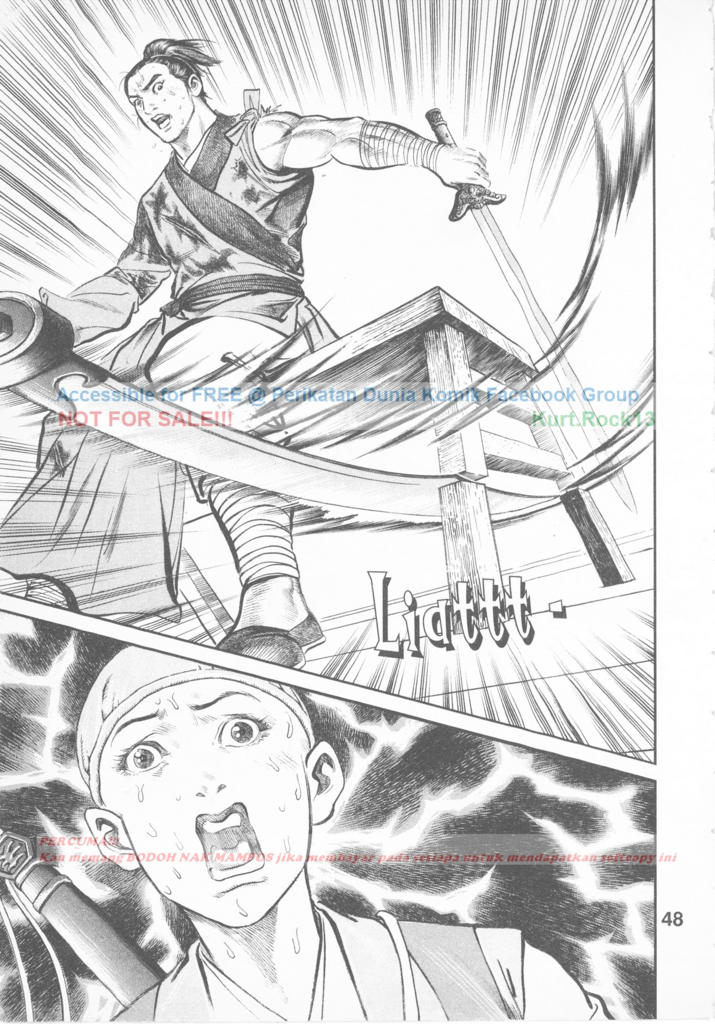 Accessible for FREE @ Perikatan Dunia Komik Facebook Group
NOT FOR SALE!!!
Kurt.Rock13
Liattt-
PERCUMA!!!
Kau memang BODOH NAK MAMPUS jika membayar pada sesiapa untuk mendapatkan softcopy ini
48